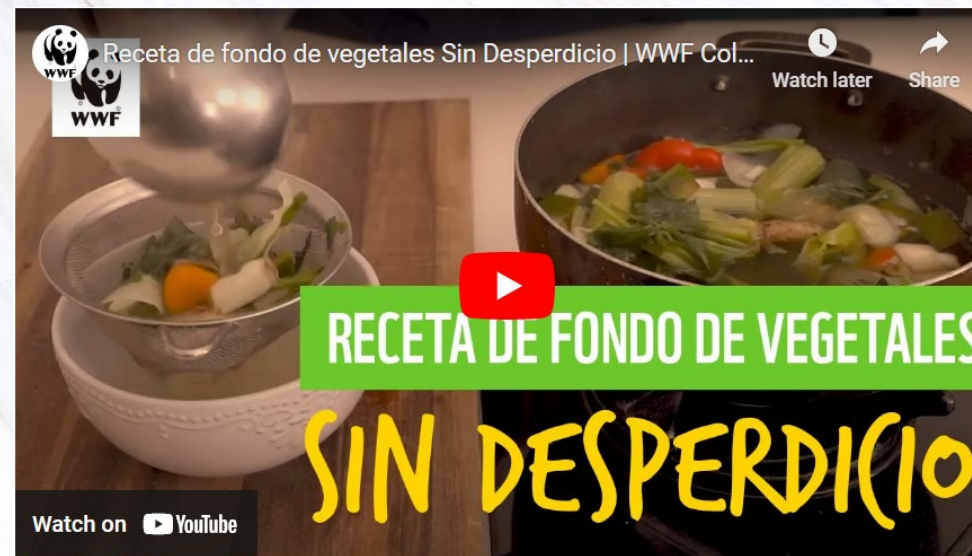 WWF
Receta de fondo de vegetales Sin Desperdicio | WWF Col...
WWF
Watch later
Share
RECETA DE FONDO DE VEGETALES
SIN DESPERDICIO
Watch on YouTube